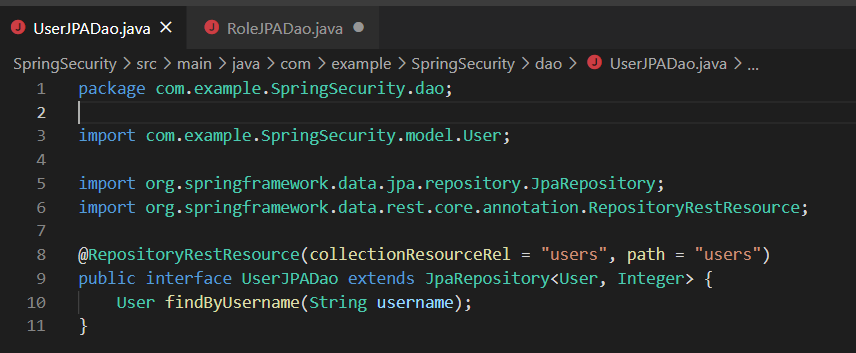 UserJPADao.java
RoleJPADao.java
SpringSecurity > src > main > java > com > example > SpringSecurity > dao > UserJPADao.java > ...
1 package com.example.SpringSecurity.dao;
2
3 import com.example.SpringSecurity.model.User;
4
5 import org.springframework.data.jpa.repository.JpaRepository;
6 import org.springframework.data.rest.core.annotation.RepositoryRestResource;
7
8 @RepositoryRestResource(collectionResourceRel = "users", path = "users")
9 public interface UserJPADao extends JpaRepository<User, Integer> {
10     User findByUsername(String username);
11 }